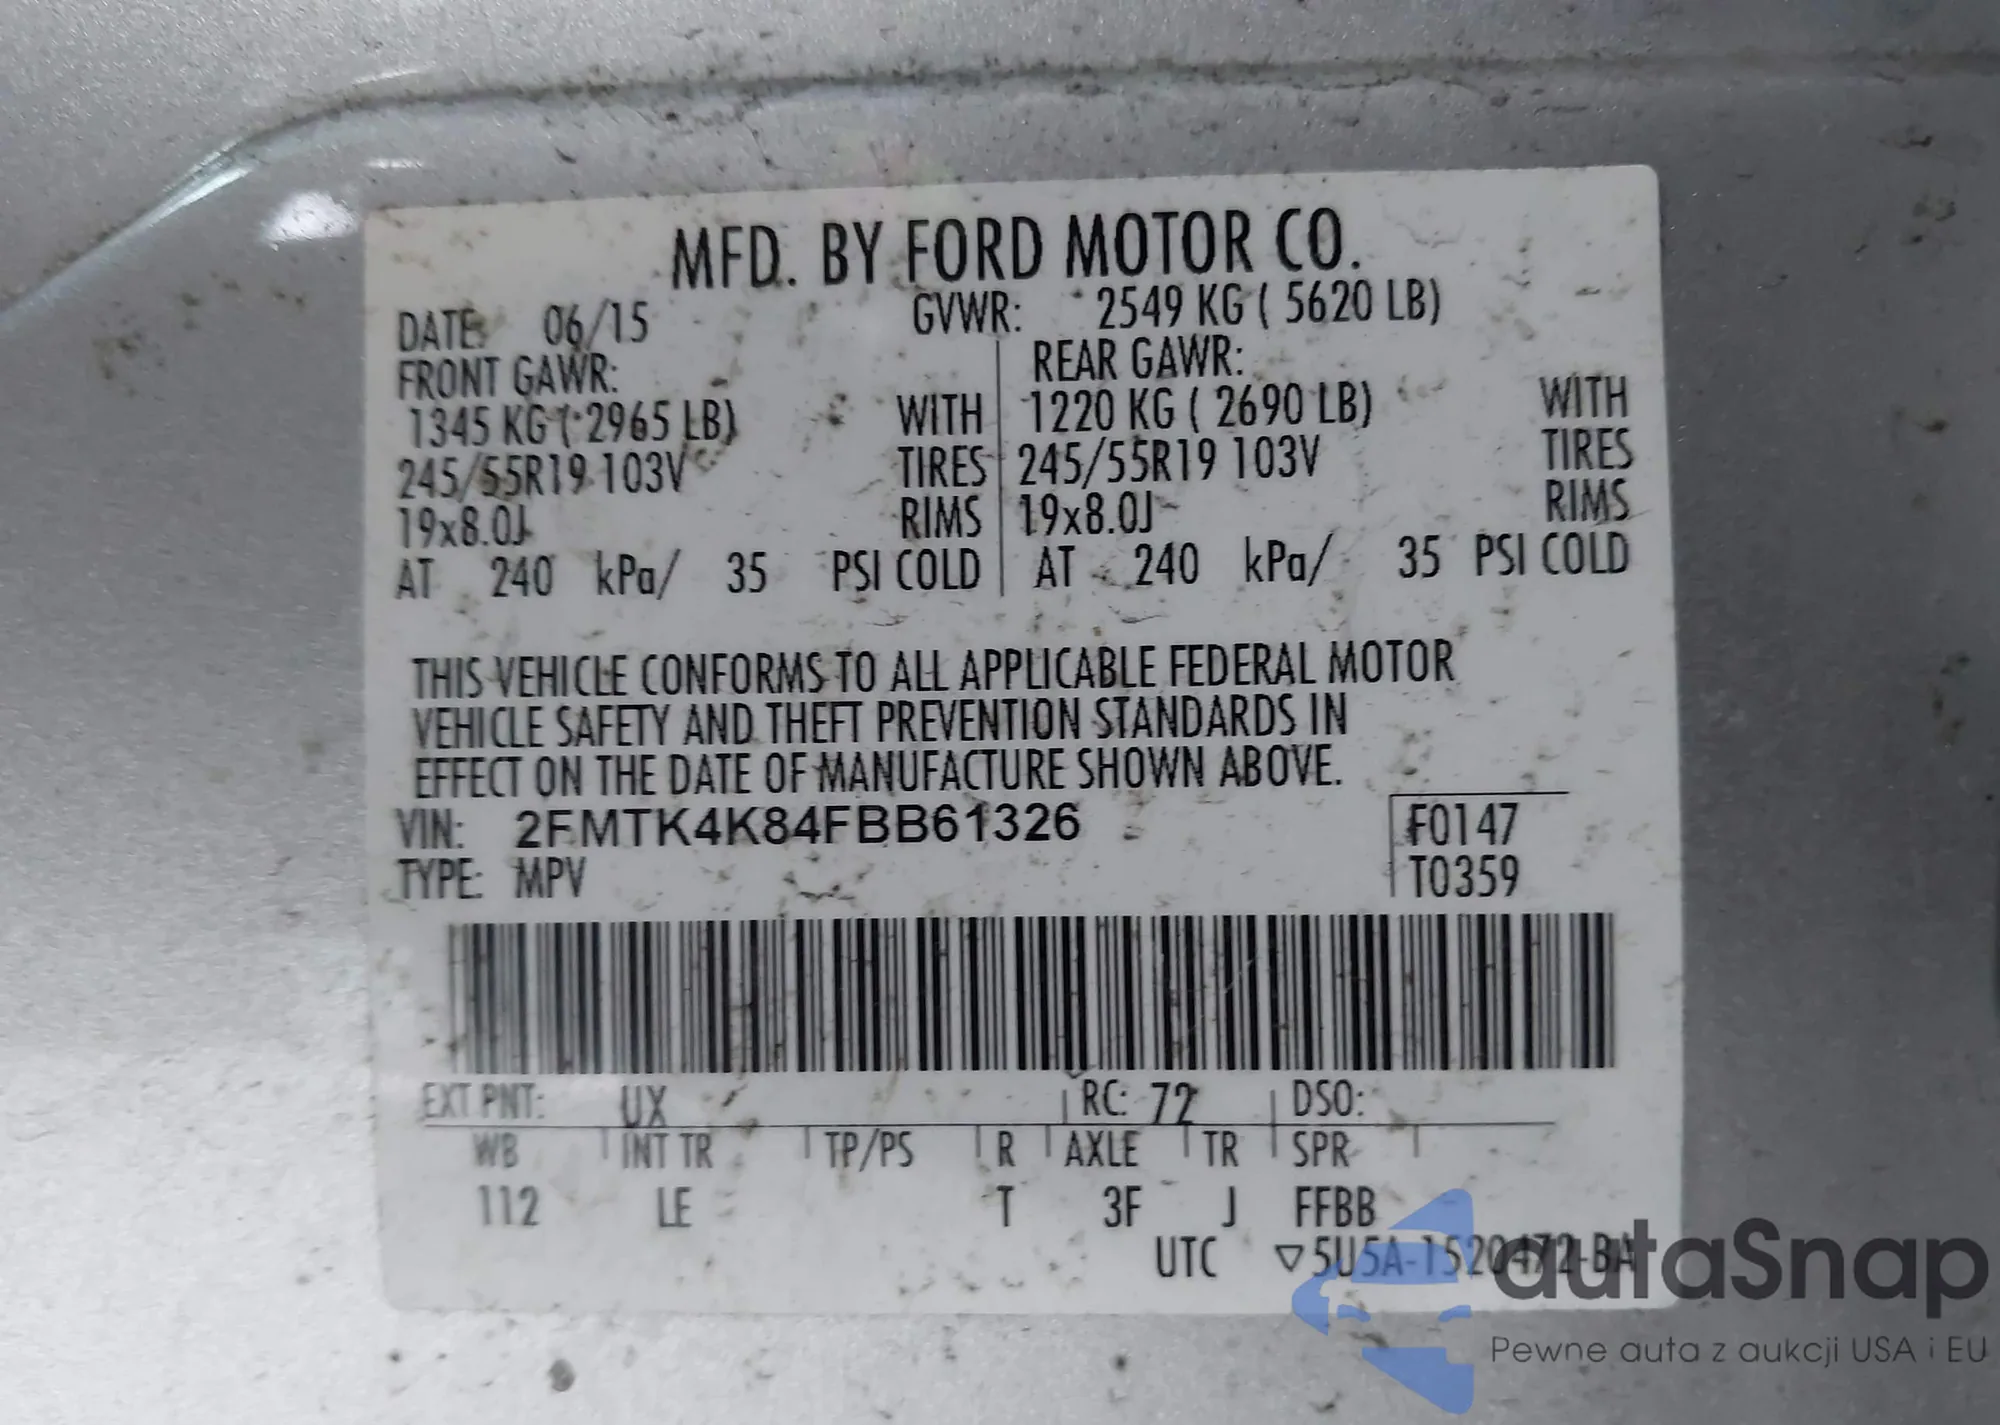 MFD. BY FORD MOTOR CO.
DATE: 06/15 GVWR: 2549 KG ( 5620 LB)
FRONT GAWR: REAR GAWR:
1345 KG ( 2965 LB) WITH 1220 KG ( 2690 LB) WITH
245/55R19 103V TIRES 245/55R19 103V TIRES
19x8.0J RIMS 19x8.0J RIMS
AT 240 kPa/ 35 PSI COLD AT 240 kPa/ 35 PSI COLD
THIS VEHICLE CONFORMS TO ALL APPLICABLE FEDERAL MOTOR
VEHICLE SAFETY AND THEFT PREVENTION STANDARDS IN
EFFECT ON THE DATE OF MANUFACTURE SHOWN ABOVE.
VIN: 2FMTK4K84FBB61326 F0147
TYPE: MPV T0359
EXT PNT: UX RC: 72 DSO:
WB INT TR TP/PS R AXLE TR SPR
112 LE T 3F J FFBB
UTC ▽5U5A-1520472-BA
autaSnap
Pewne auta z aukcji USA i EU